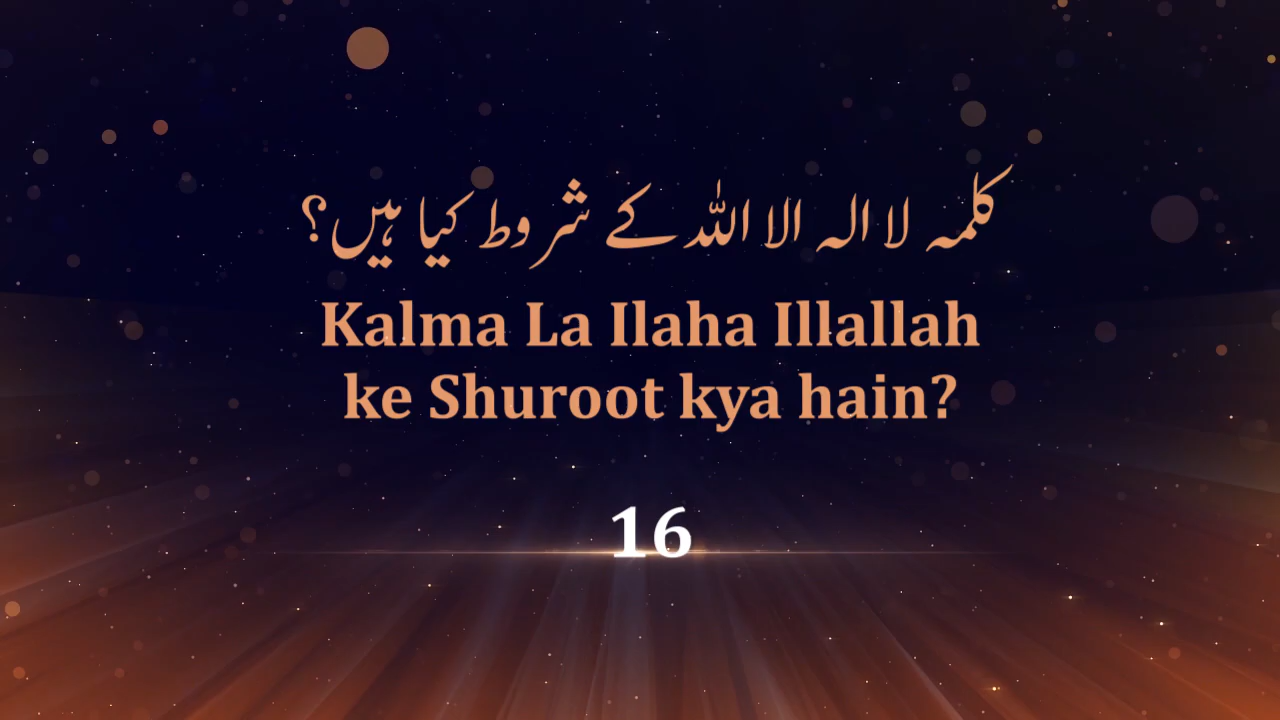 کلمہ لا الہ الا اللہ کے شروط کیا ہیں؟
Kalma La Ilaha Illallah
ke Shuroot kya hain?
16